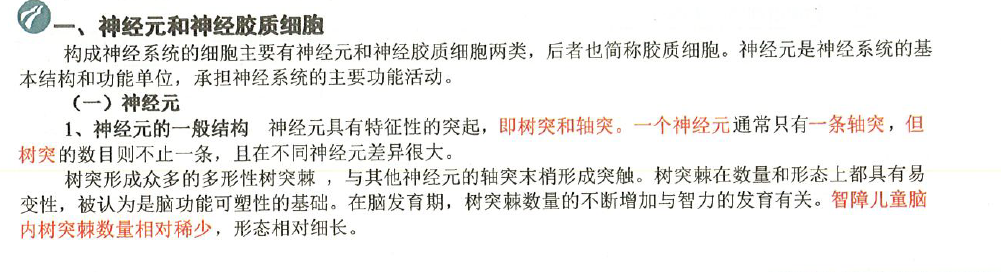 一、神经元和神经胶质细胞
构成神经系统的细胞主要有神经元和神经胶质细胞两类，后者也简称胶质细胞。神经元是神经系统的基
本结构和功能单位，承担神经系统的主要功能活动。
（一）神经元
1、神经元的一般结构　神经元具有特征性的突起，即树突和轴突。一个神经元通常只有一条轴突，但
树突的数目则不止一条，且在不同神经元差异很大。
树突形成众多的多形性树突棘 ，与其他神经元的轴突末梢形成突触。树突棘在数量和形态上都具有易
变性，被认为是脑功能可塑性的基础。在脑发育期，树突棘数量的不断增加与智力的发育有关。智障儿童脑
内树突棘数量相对稀少，形态相对细长。